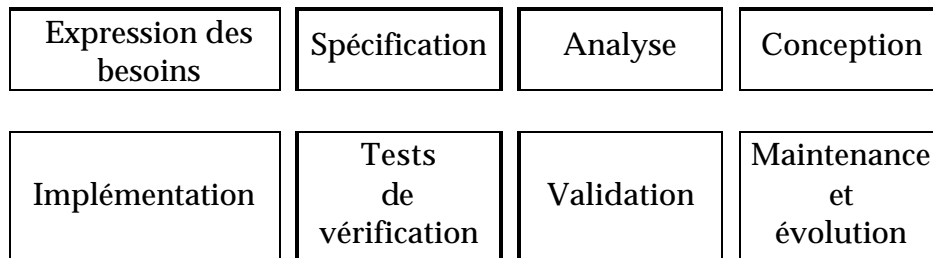 Expression des
besoins
Spécification
Analyse
Conception
Implémentation
Tests
de
vérification
Validation
Maintenance
et
évolution